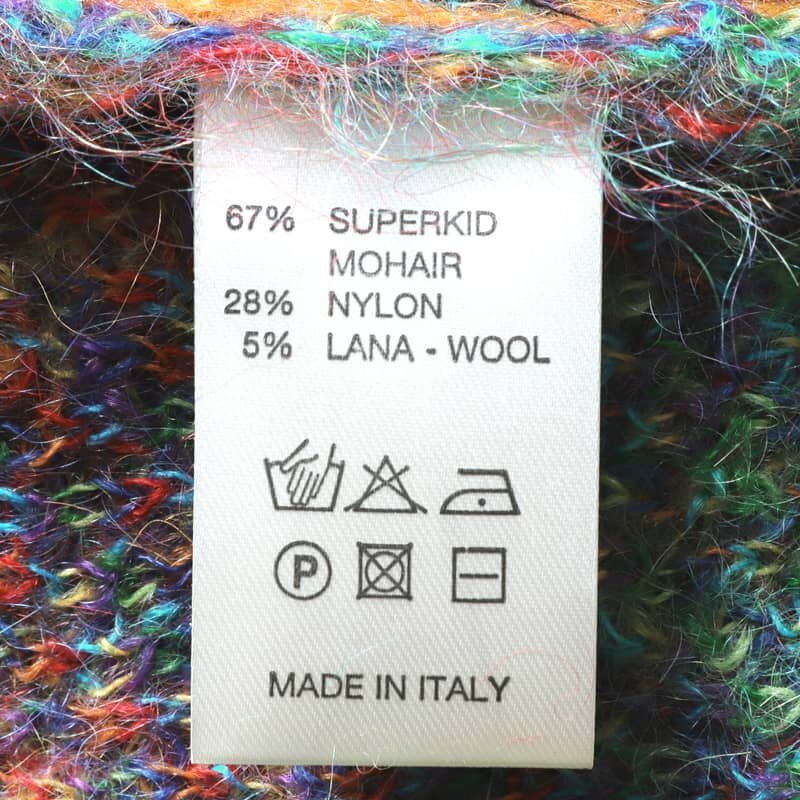 67% SUPERKID
MOHAIR
28% NYLON
5% LANA - WOOL
P
MADE IN ITALY